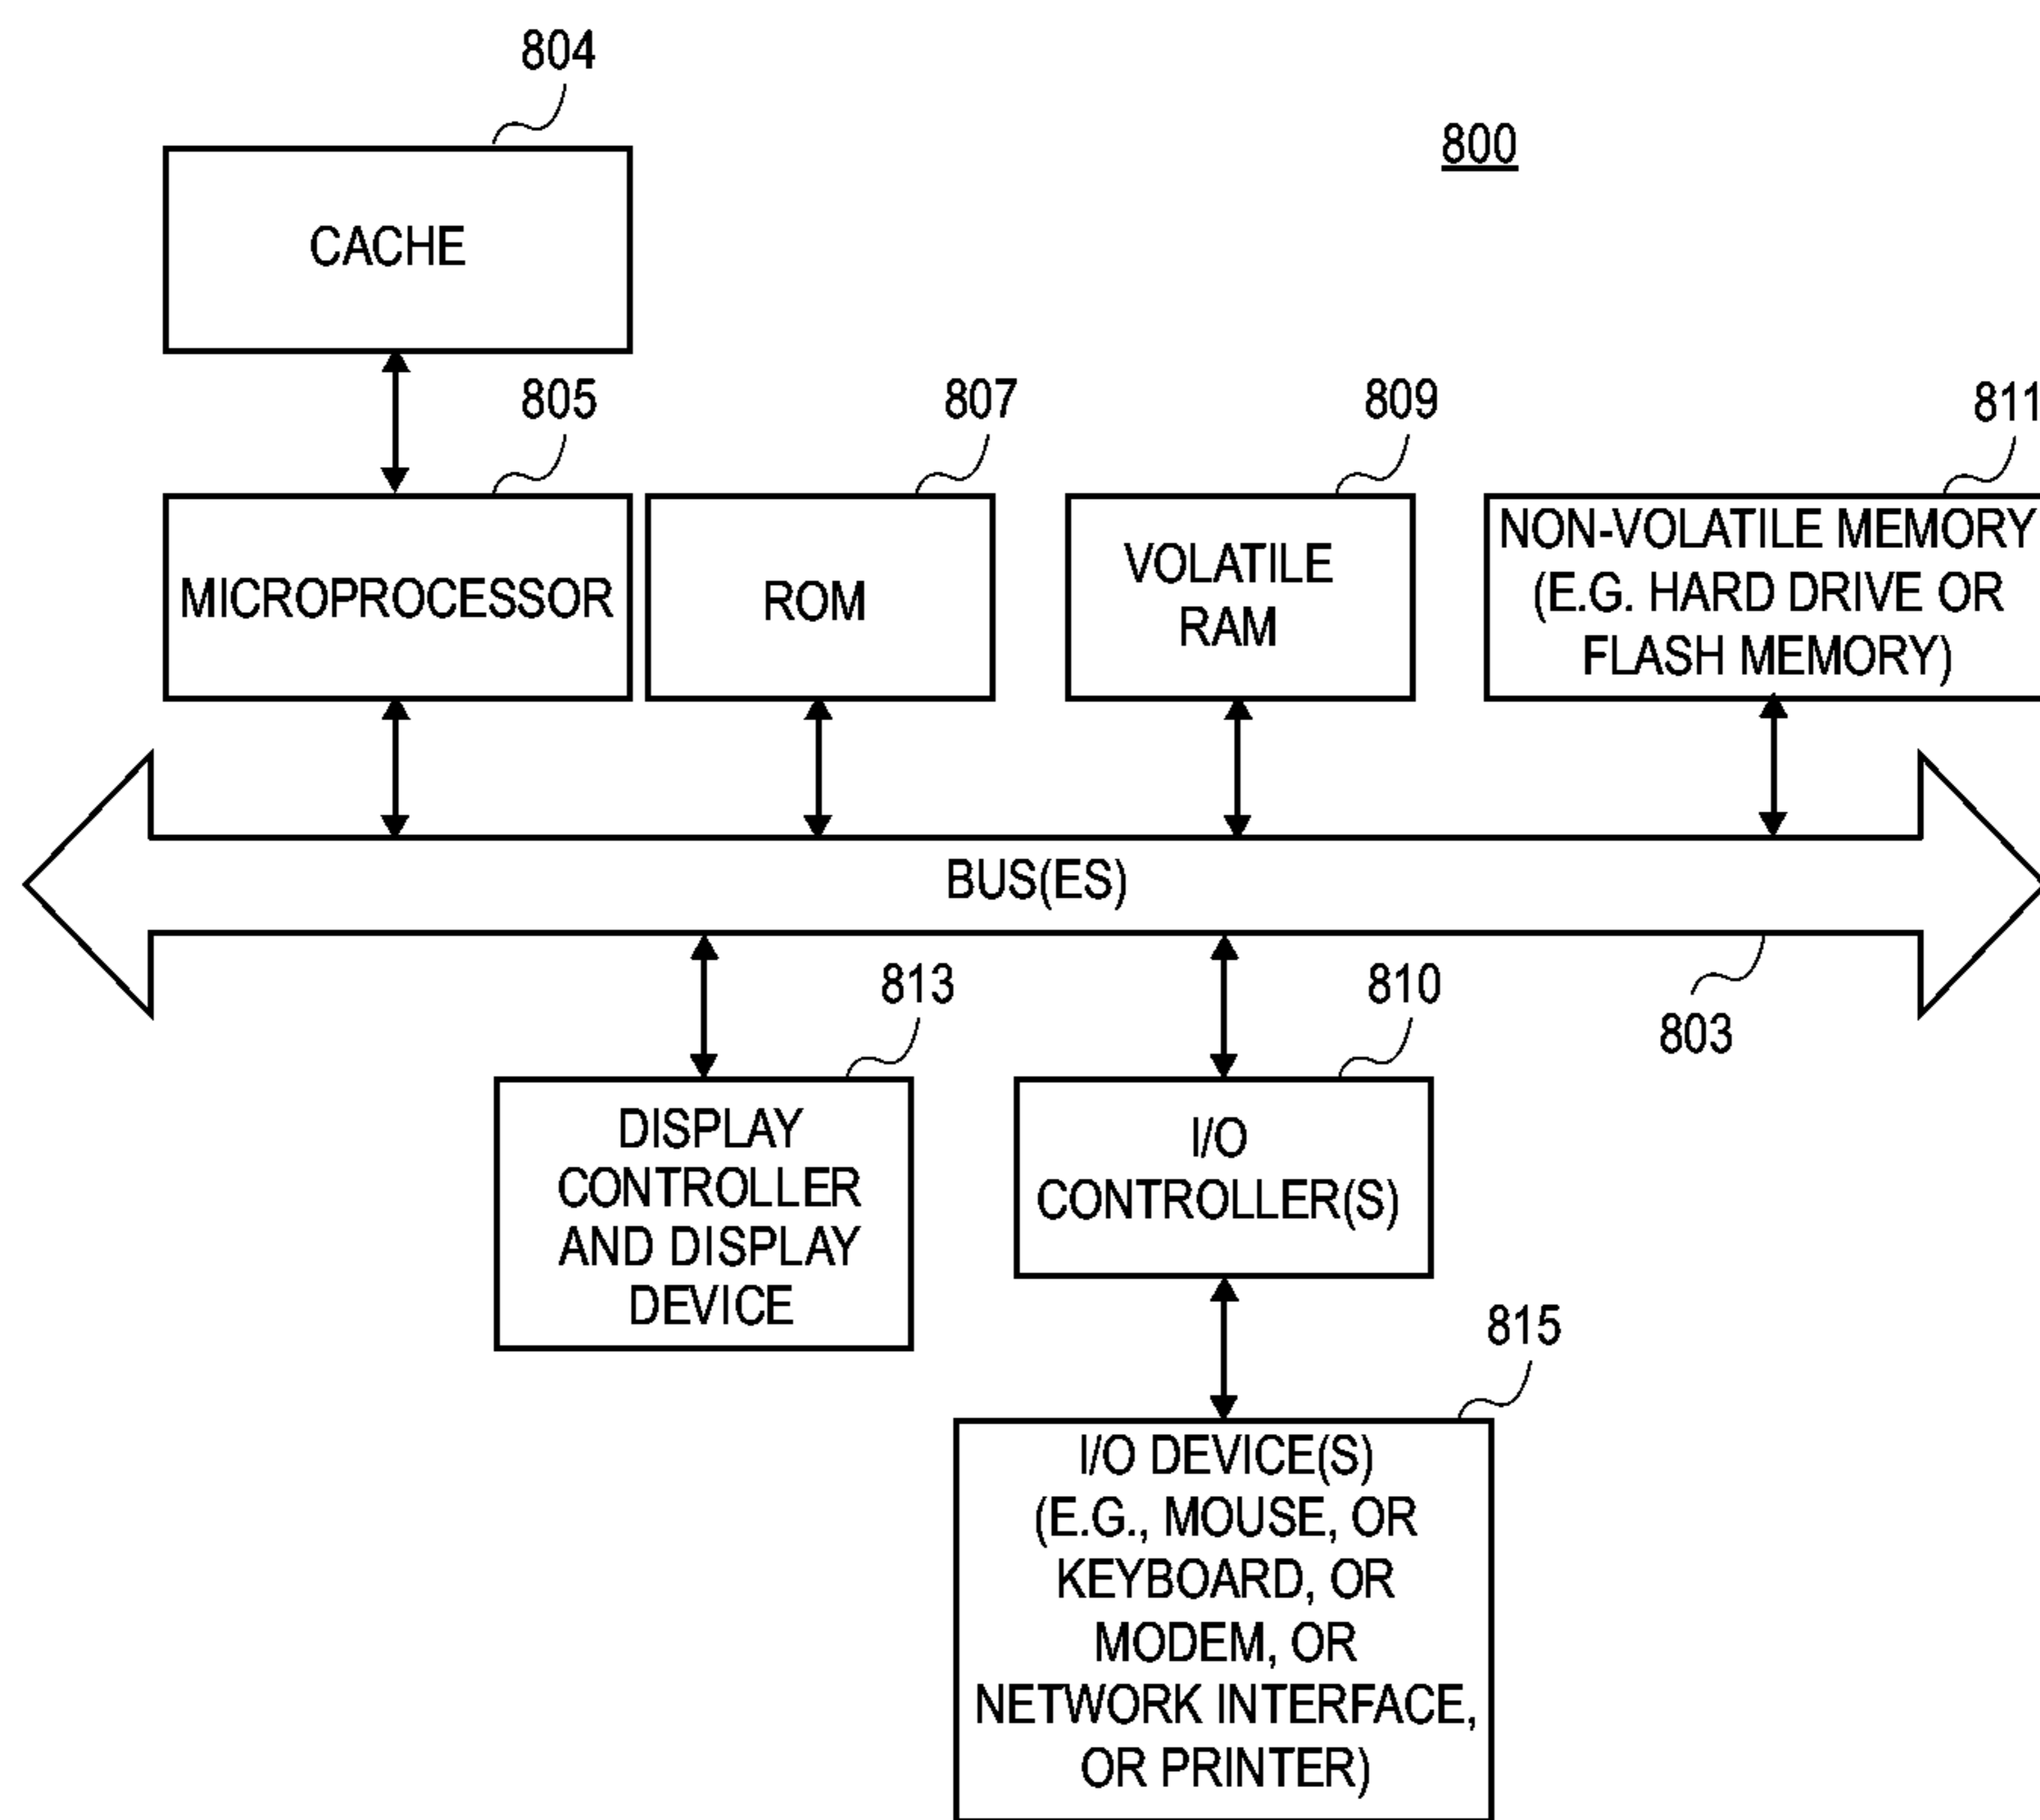 804
800
CACHE
805
807
809
811
MICROPROCESSOR
ROM
VOLATILE
RAM
NON-VOLATILE MEMORY
(E.G. HARD DRIVE OR
FLASH MEMORY)
BUS(ES)
813
810
803
DISPLAY
CONTROLLER
AND DISPLAY
DEVICE
I/O
CONTROLLER(S)
815
I/O DEVICE(S)
(E.G., MOUSE, OR
KEYBOARD, OR
MODEM, OR
NETWORK INTERFACE,
OR PRINTER)